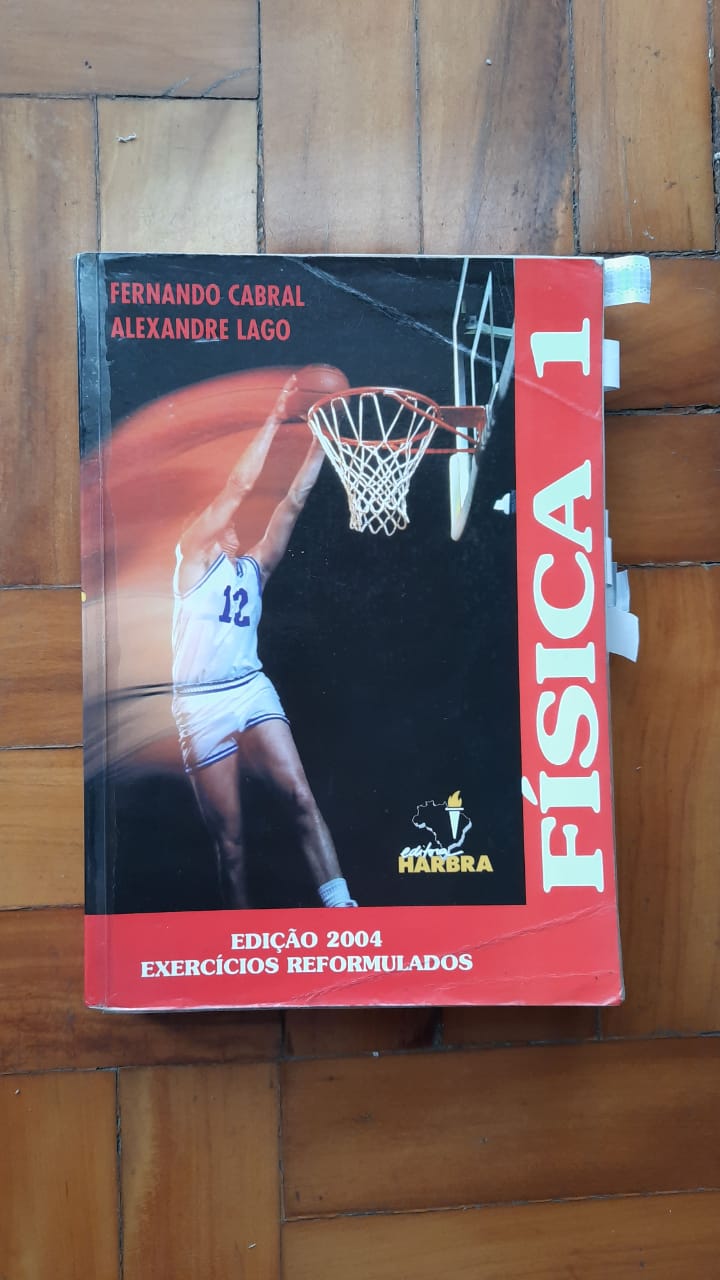 FERNANDO CABRAL
ALEXANDRE LAGO
FÍSICA 1
12
editora
HARBRA
EDIÇÃO 2004
EXERCÍCIOS REFORMULADOS